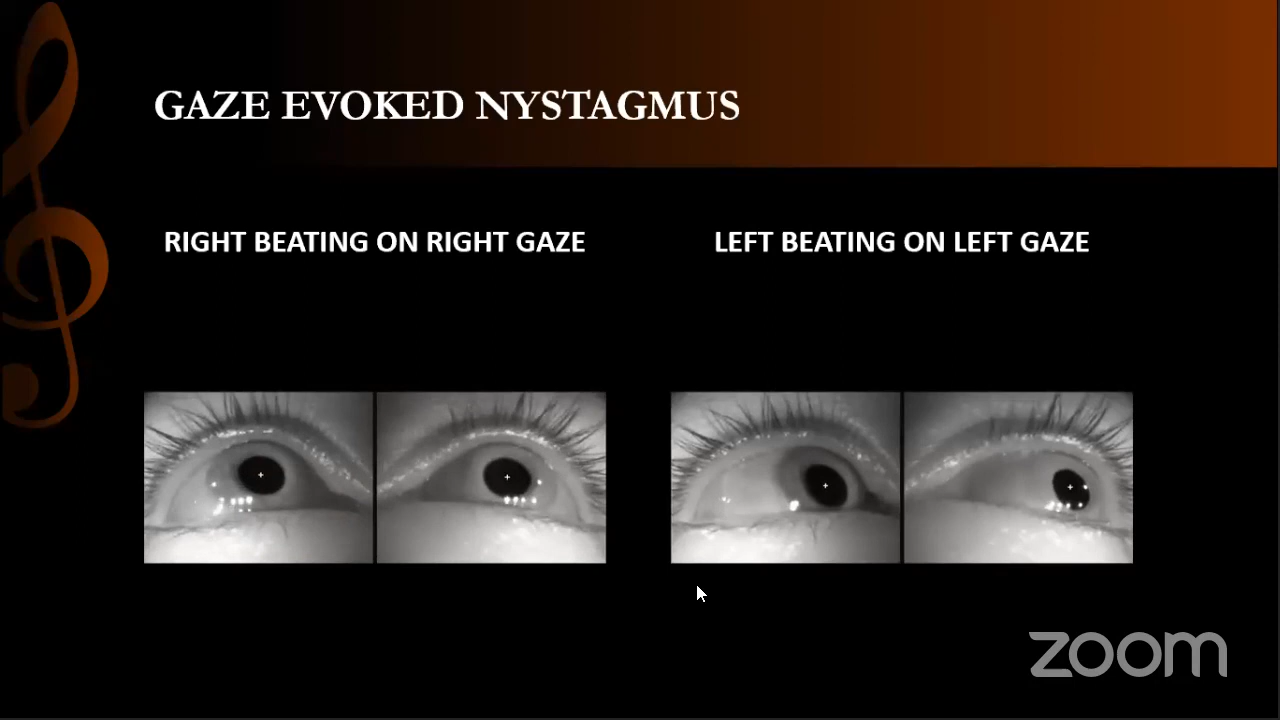 GAZE EVOKED NYSTAGMUS
RIGHT BEATING ON RIGHT GAZE
LEFT BEATING ON LEFT GAZE
zoom